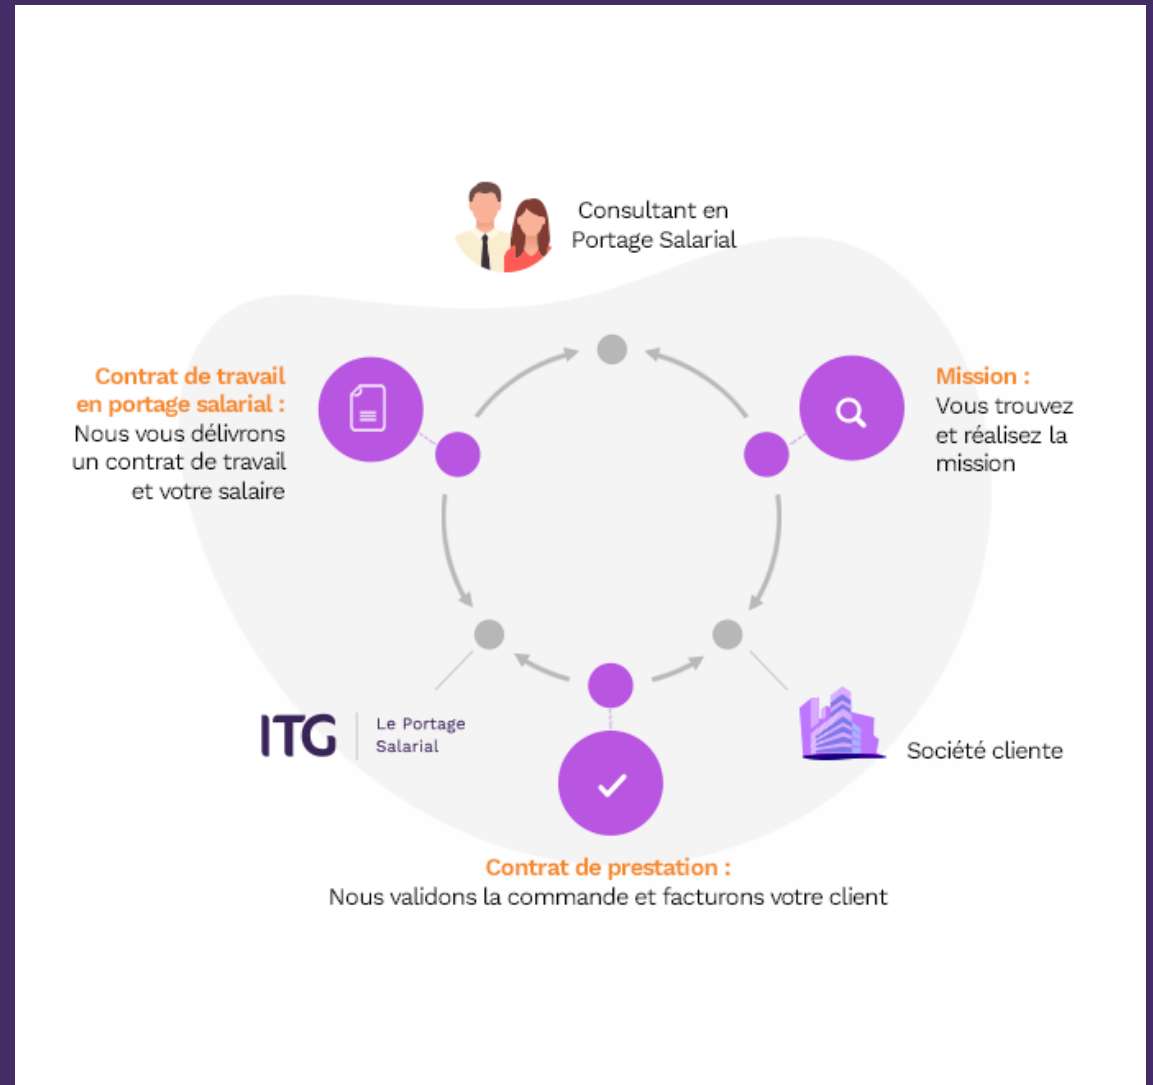 Consultant en
Portage Salarial
Contrat de travail
en portage salarial :
Nous vous délivrons
un contrat de travail
et votre salaire
Mission :
Vous trouvez
et réalisez la
mission
ITG
Le Portage
Salarial
Société cliente
Contrat de prestation :
Nous validons la commande et facturons votre client